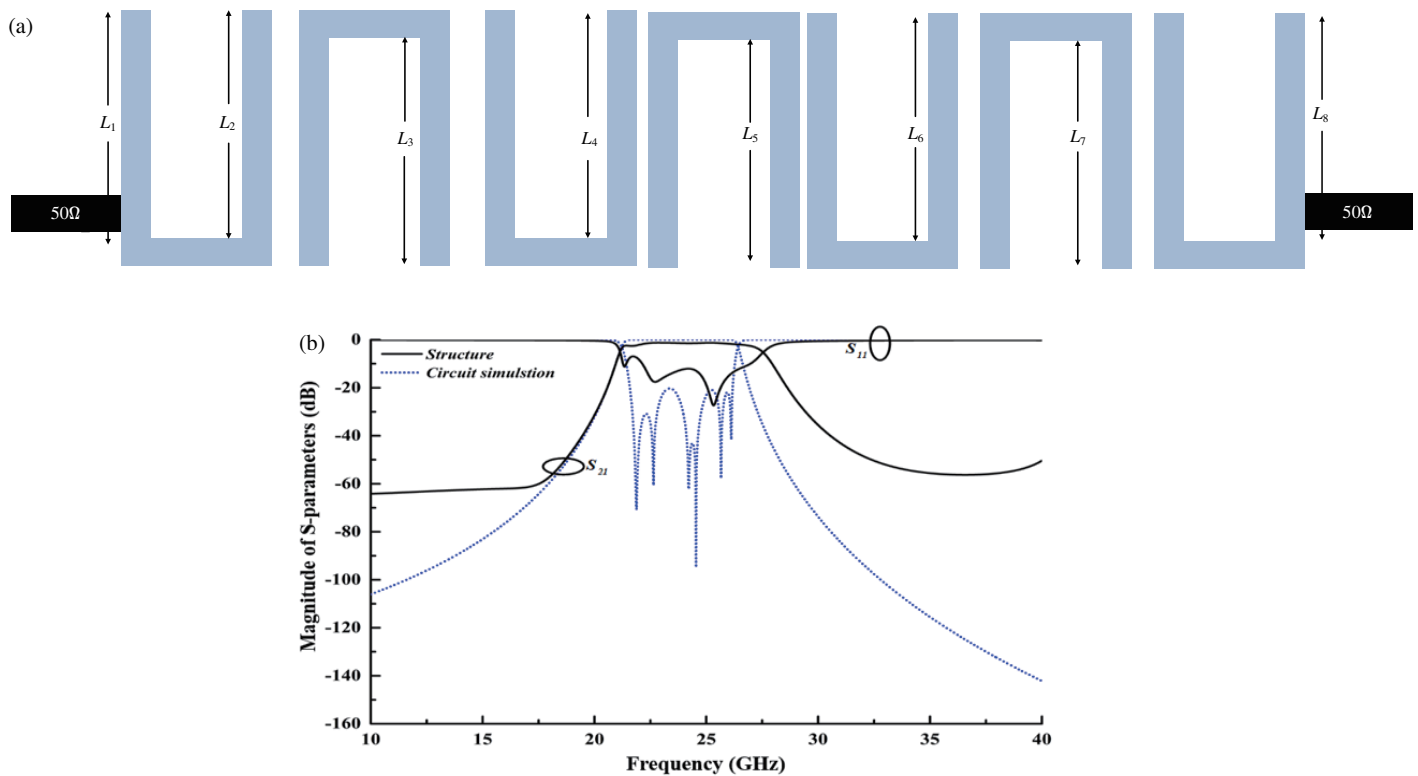 (a)
L1
L2
L3
L4
L5
L6
L7
L8
50Ω
50Ω
(b)
Structure
Circuit simulstion
S11
S21
Magnitude of S-parameters (dB)
0
-20
-40
-60
-80
-100
-120
-140
-160
10
15
20
25
30
35
40
Frequency (GHz)